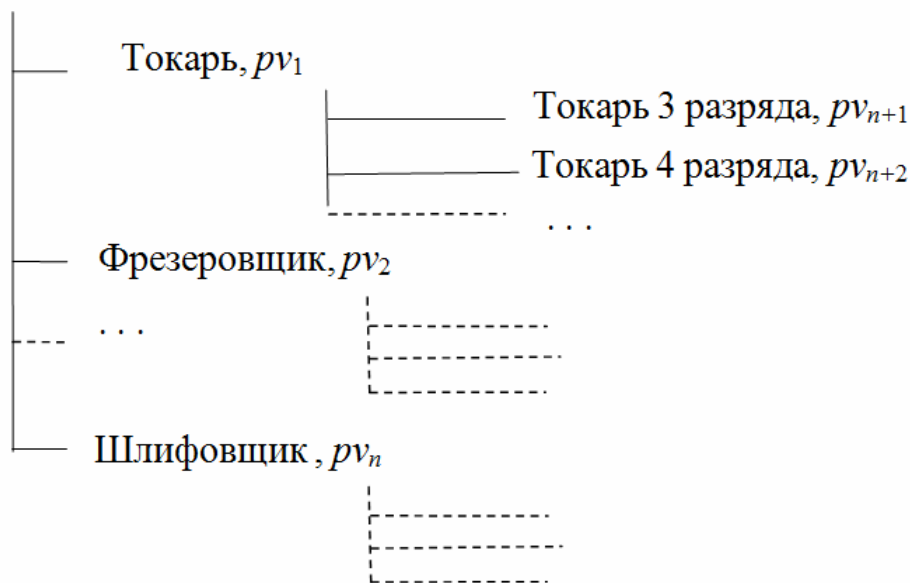 Токарь, pv₁
Токарь 3 разряда, pvₙ₊₁
Токарь 4 разряда, pvₙ₊₂
. . .
Фрезеровщик, pv₂
. . .
Шлифовщик , pvₙ